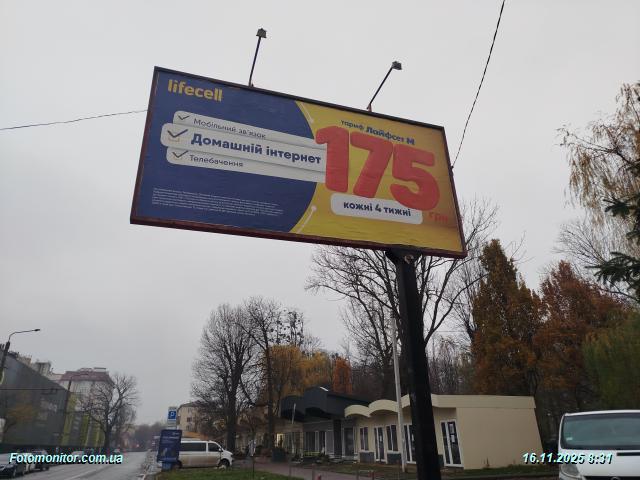 lifecell
Мобільний зв'язок
Домашній інтернет
Телебачення
тариф Лайфсет M
175
грн
кожні 4 тижні
Fotomonitor.com.ua
16.11.2025 8:31